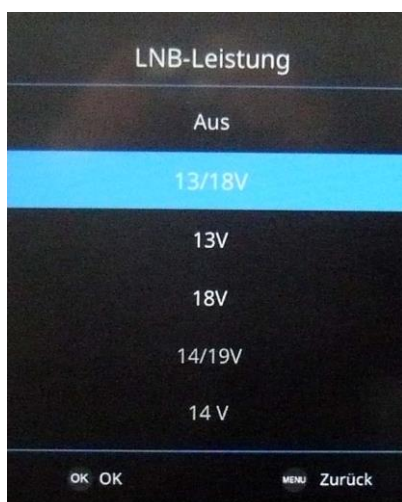 LNB-Leistung
Aus
13/18V
13V
18V
14/19V
14 V
OK OK MENU Zurück